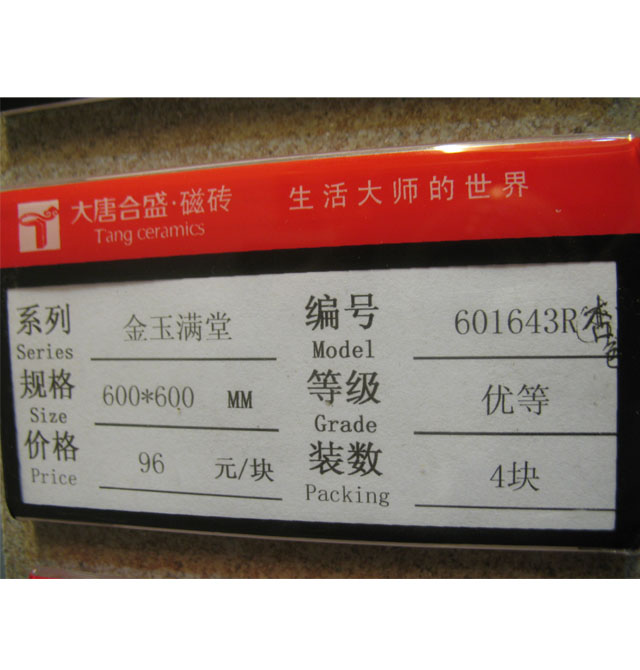 大唐合盛·磁砖 生活大师的世界
Tang ceramics
系列 金玉满堂 编号 601643R(杏色
Series Model
规格 600*600 MM 等级 优等
Size Grade
价格 96 元/块 装数 4块
Price Packing